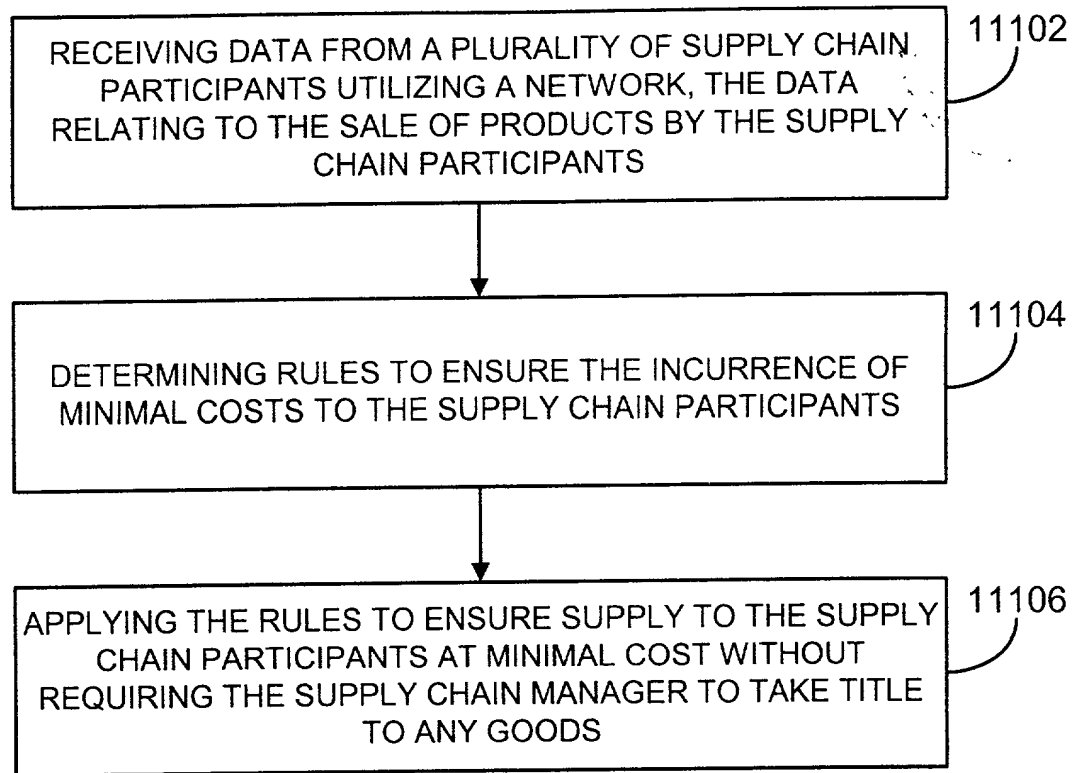 RECEIVING DATA FROM A PLURALITY OF SUPPLY CHAIN
PARTICIPANTS UTILIZING A NETWORK, THE DATA
RELATING TO THE SALE OF PRODUCTS BY THE SUPPLY
CHAIN PARTICIPANTS
11102
DETERMINING RULES TO ENSURE THE INCURRENCE OF
MINIMAL COSTS TO THE SUPPLY CHAIN PARTICIPANTS
11104
APPLYING THE RULES TO ENSURE SUPPLY TO THE SUPPLY
CHAIN PARTICIPANTS AT MINIMAL COST WITHOUT
REQUIRING THE SUPPLY CHAIN MANAGER TO TAKE TITLE
TO ANY GOODS
11106